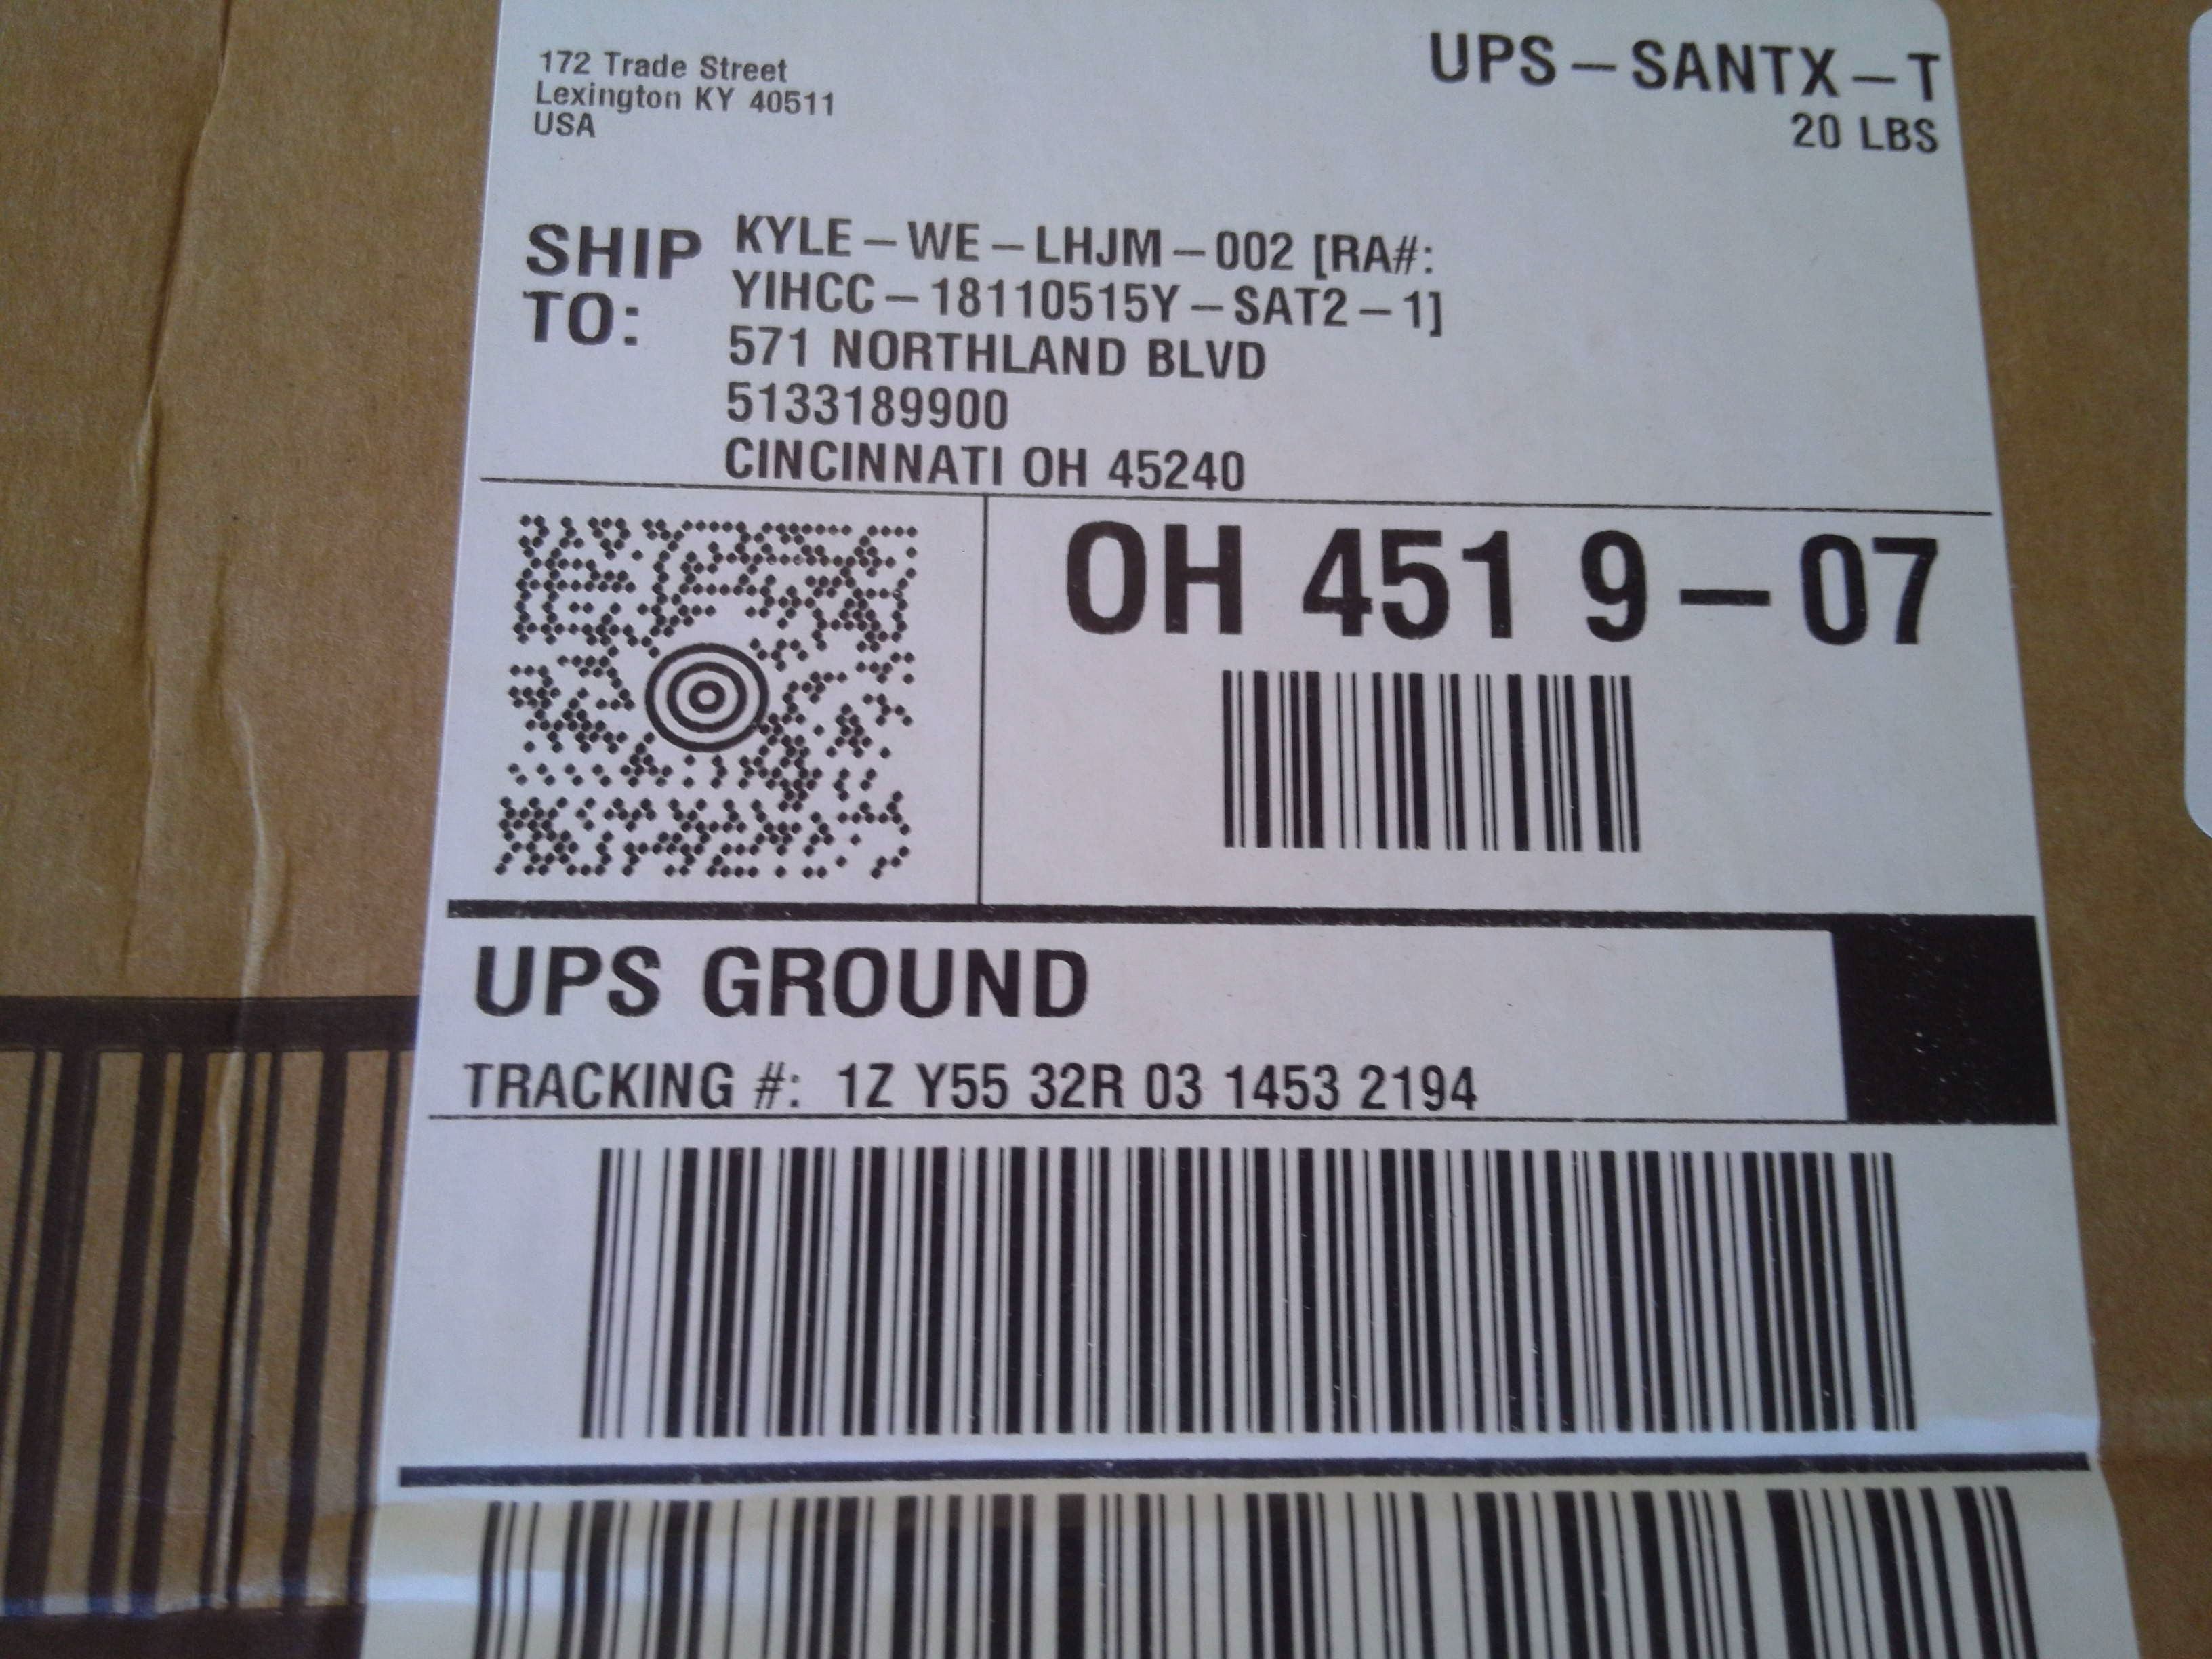 172 Trade Street
Lexington KY 40511
USA
UPS – SANTX – T
20 LBS
SHIP TO:
KYLE – WE – LHJM – 002 [RA#:
YIHCC – 18110515Y – SAT2 – 1]
571 NORTHLAND BLVD
5133189900
CINCINNATI OH 45240
OH 451 9 – 07
UPS GROUND
TRACKING #: 1Z Y55 32R 03 1453 2194